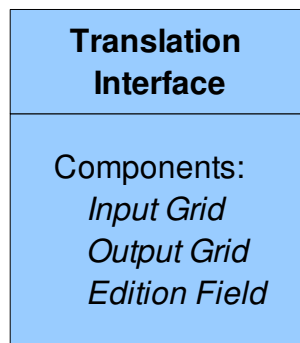 Translation
Interface
Components:
Input Grid
Output Grid
Edition Field